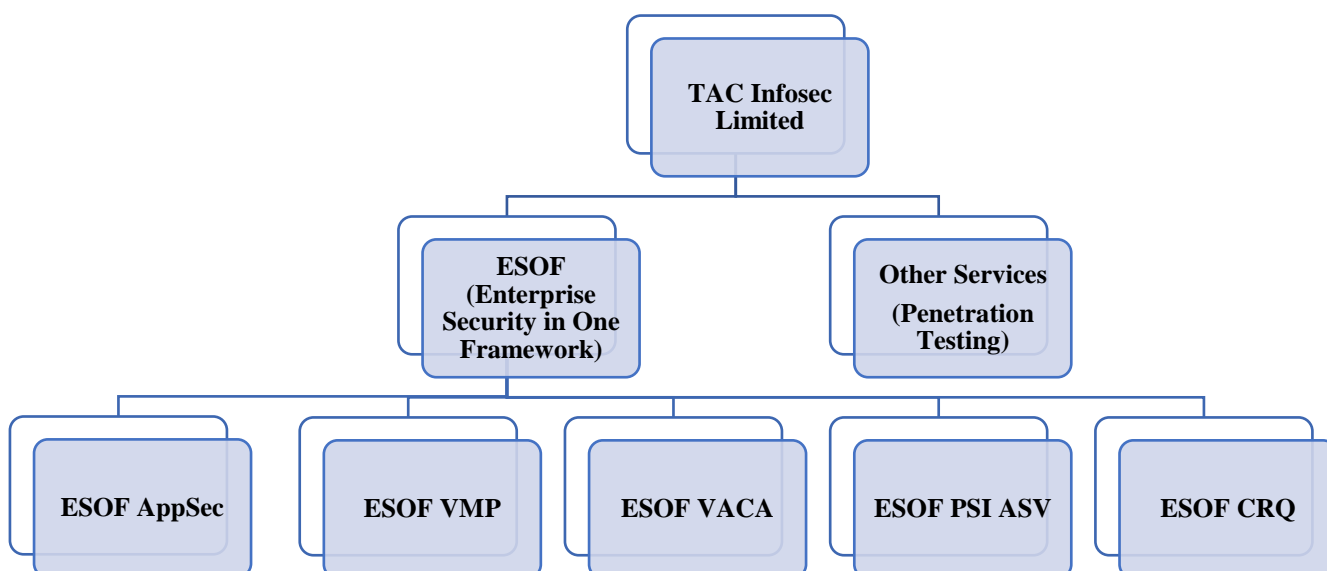 TAC Infosec
Limited
ESOF
(Enterprise
Security in One
Framework)
Other Services
(Penetration
Testing)
ESOF AppSec
ESOF VMP
ESOF VACA
ESOF PSI ASV
ESOF CRQ